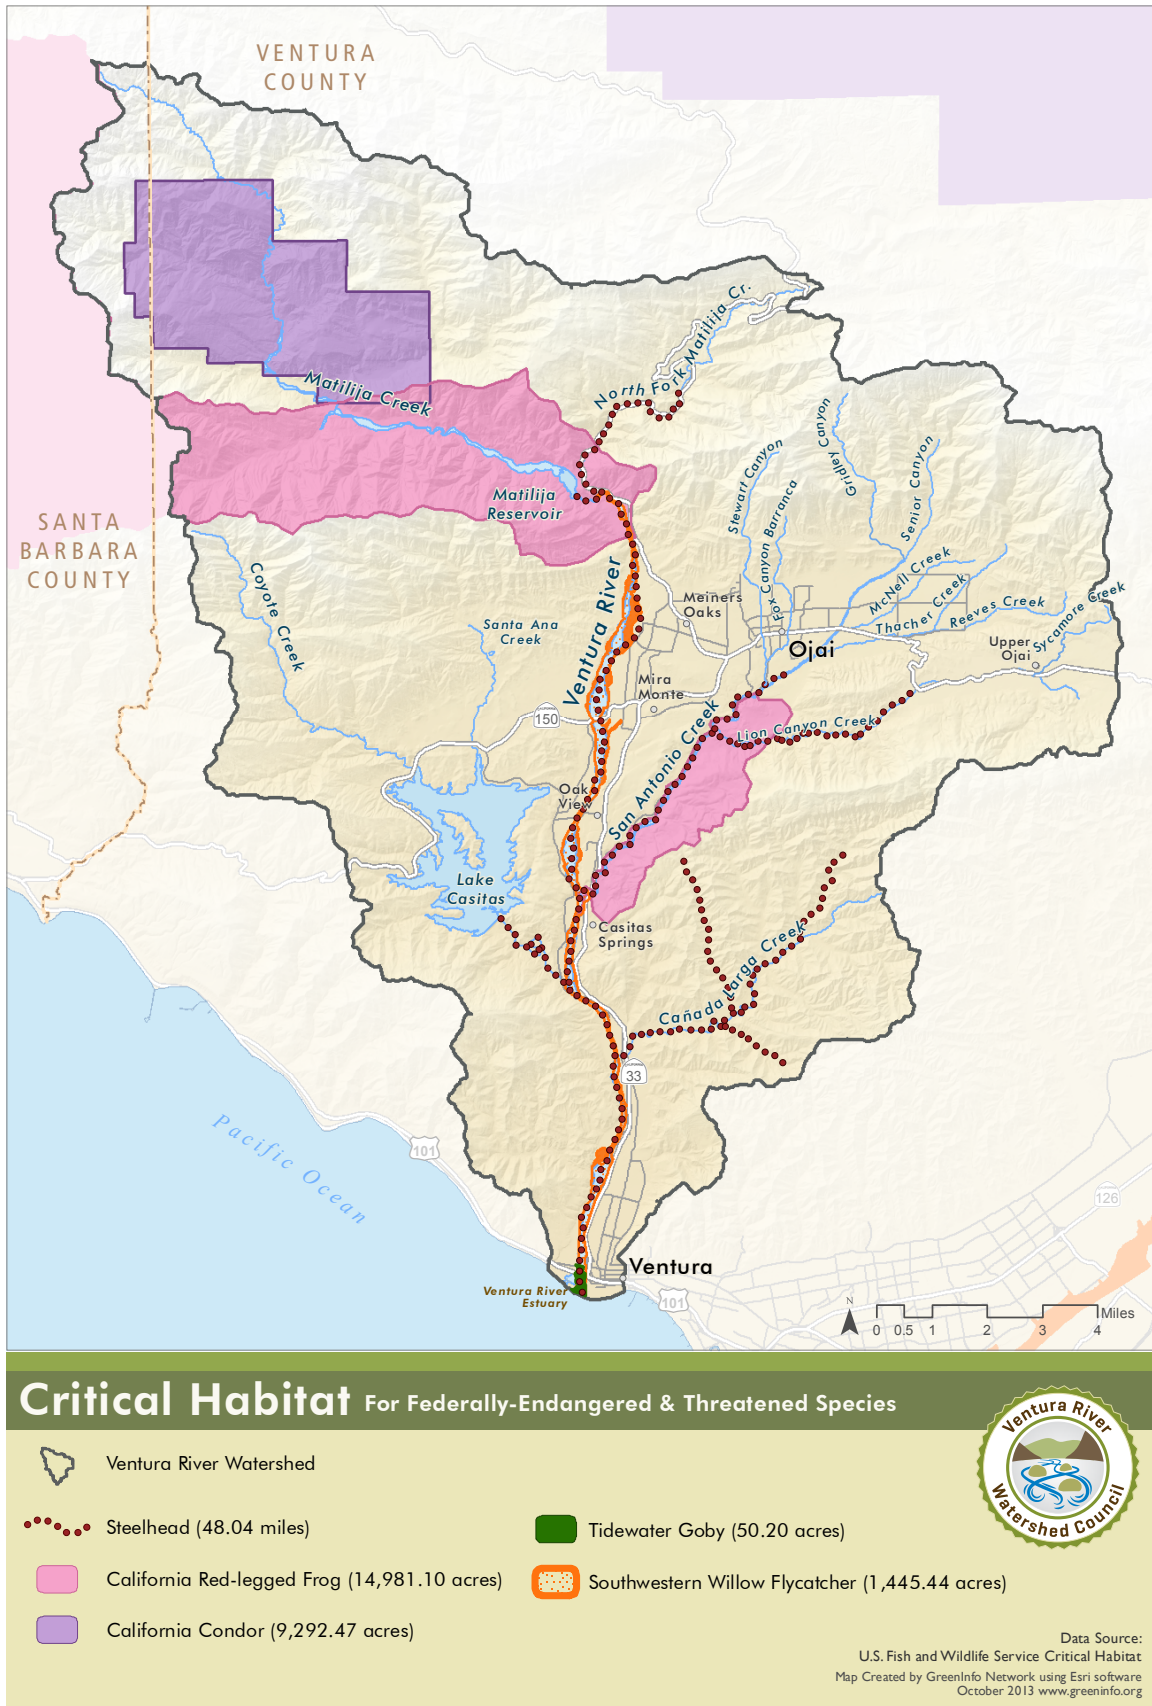 VENTURA
COUNTY
North Fork Matilija Cr.
Matilija Creek
Matilija
Reservoir
SANTA
BARBARA
COUNTY
Stewart Canyon
Fox Canyon Barranca
Gridley Canyon
Senior Canyon
McNell Creek
Thacher Creek
Reeves Creek
Sycamore Creek
Coyote Creek
Santa Ana
Creek
Ventura River
Meiners
Oaks
Ojai
Upper
Ojai
Mira
Monte
150
San Antonio Creek
Lion Canyon Creek
Oak
View
Lake
Casitas
Casitas
Springs
Cañada Larga Creek
CALIFORNIA
33
Pacific Ocean
101
126
Ventura
Ventura River
Estuary
101
N
Miles
0 0.5 1 2 3 4
Critical Habitat For Federally-Endangered & Threatened Species
Ventura River
Watershed Council
Ventura River Watershed
Steelhead (48.04 miles)
Tidewater Goby (50.20 acres)
California Red-legged Frog (14,981.10 acres)
Southwestern Willow Flycatcher (1,445.44 acres)
California Condor (9,292.47 acres)
Data Source:
U.S. Fish and Wildlife Service Critical Habitat
Map Created by GreenInfo Network using Esri software
October 2013 www.greeninfo.org